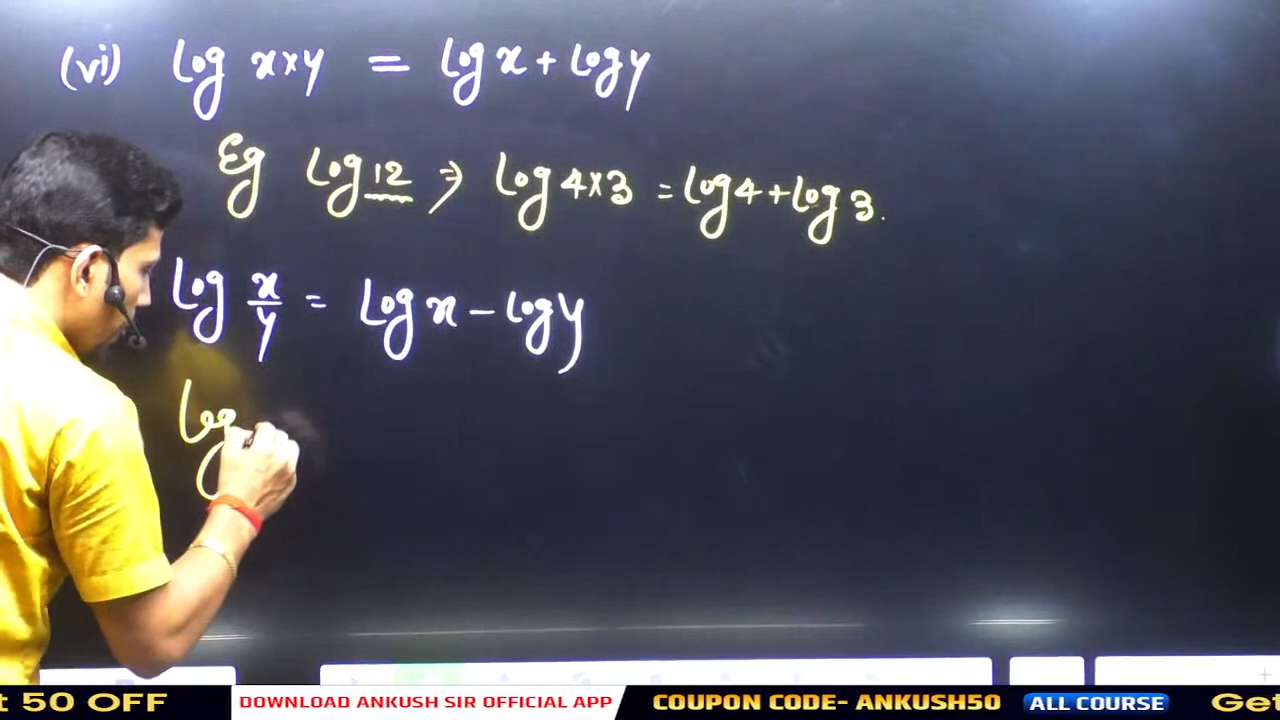 (vi) log x×y = log x + log y
Eg log 12 ⇒ log 4×3 = log 4 + log 3.
log x/y = log x - log y
log
t 50 OFF DOWNLOAD ANKUSH SIR OFFICIAL APP COUPON CODE- ANKUSH50 ALL COURSE Get